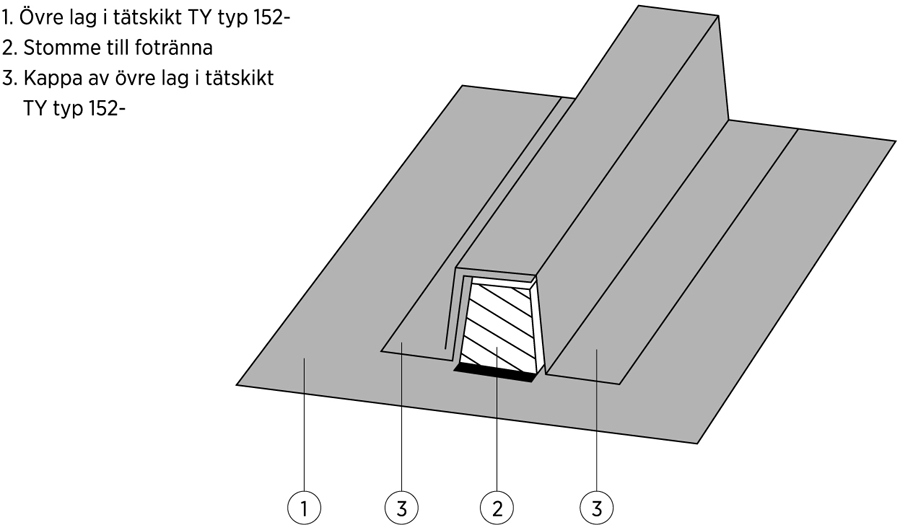 1. Övre lag i tätskikt TY typ 152-
2. Stomme till fotränna
3. Kappa av övre lag i tätskikt
TY typ 152-
1 3 2 3